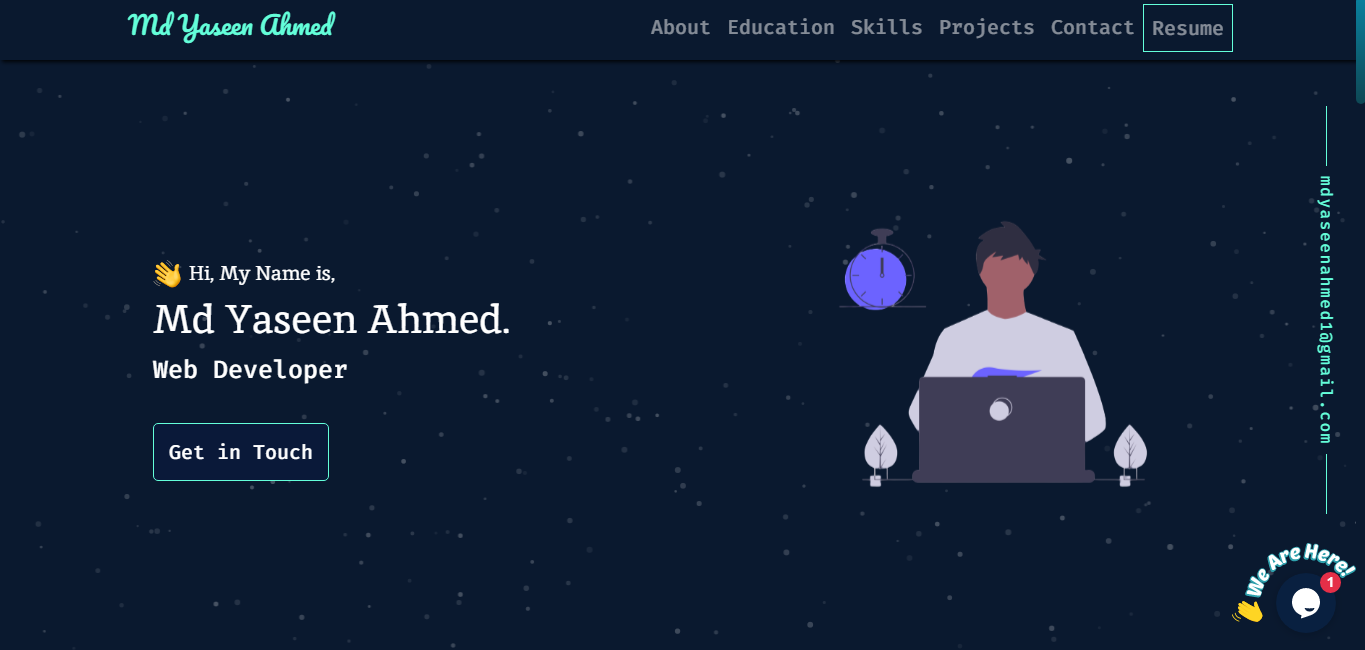 Md Yaseen Ahmed
About Education Skills Projects Contact Resume
👋 Hi, My Name is,
Md Yaseen Ahmed.
Web Developer
Get in Touch
mdyaseenahmed1@gmail.com
We Are Here!
1